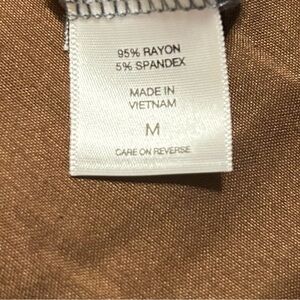 95% RAYON
5% SPANDEX
MADE IN
VIETNAM
M
CARE ON REVERSE